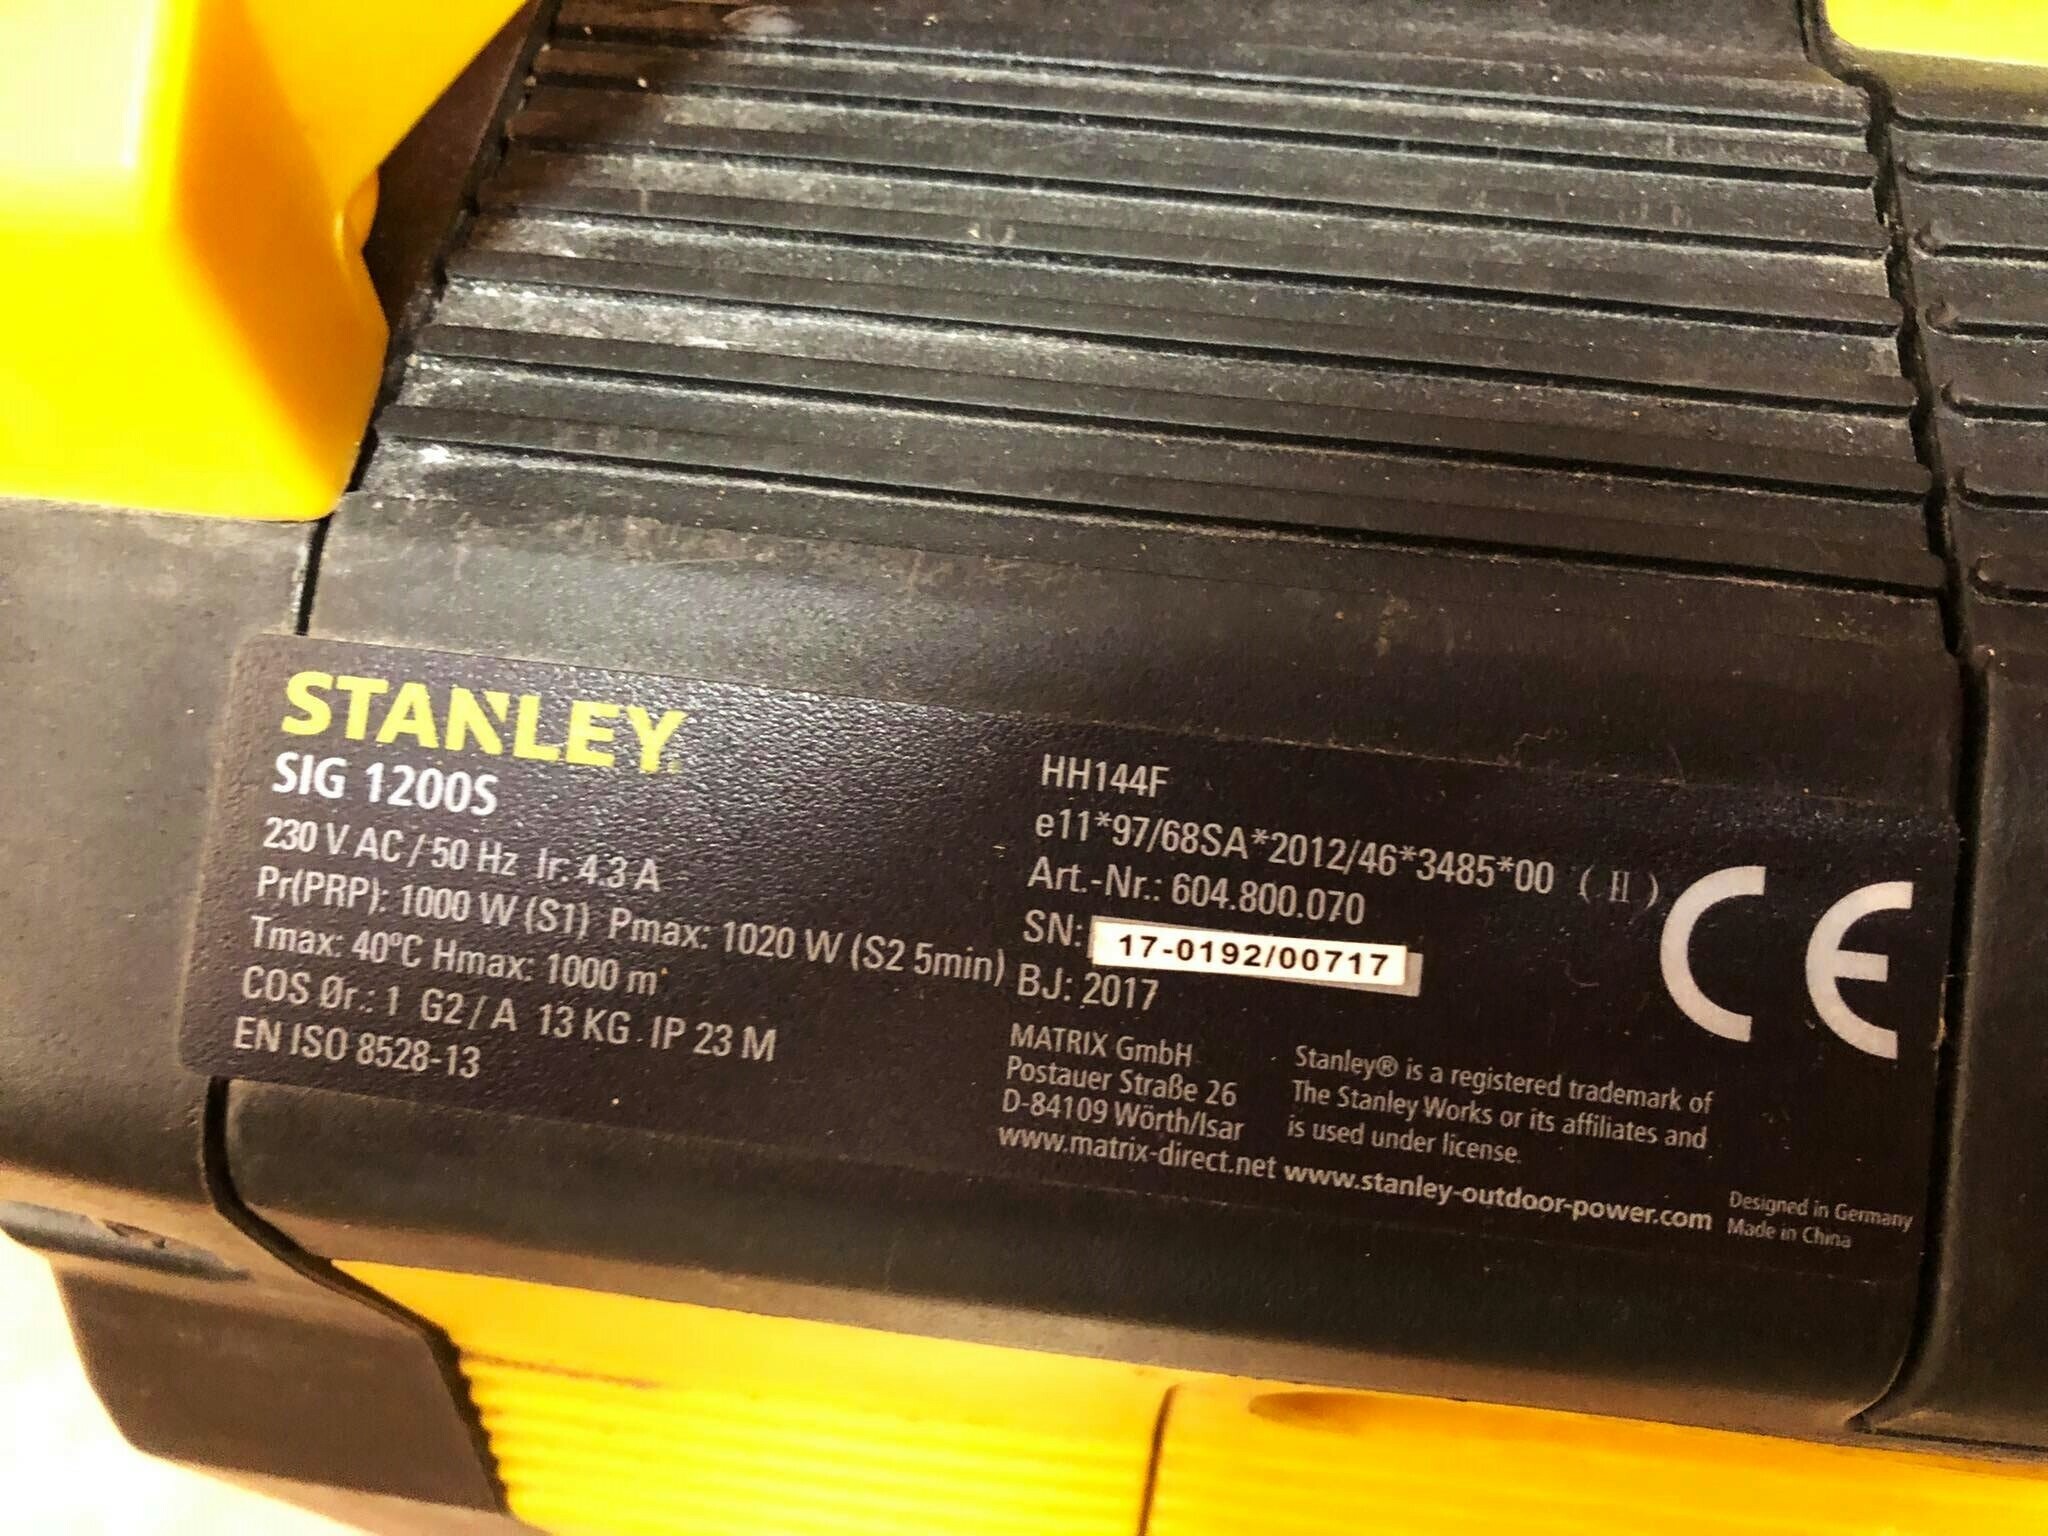 STANLEY
SIG 1200S
230 V AC / 50 Hz Ir: 4.3 A
Pr(PRP): 1000 W (S1) Pmax: 1020 W (S2 5min)
Tmax: 40°C Hmax: 1000 m
COS Ør.: 1 G2 / A 13 KG IP 23 M
EN ISO 8528-13
HH144F
e11*97/68SA*2012/46*3485*00 (Ⅱ)
Art.-Nr.: 604.800.070
SN: 17-0192/00717
BJ: 2017
CE
MATRIX GmbH
Postauer Straße 26
D-84109 Wörth/Isar
www.matrix-direct.net
Stanley® is a registered trademark of
The Stanley Works or its affiliates and
is used under license.
www.stanley-outdoor-power.com
Designed in Germany
Made in China